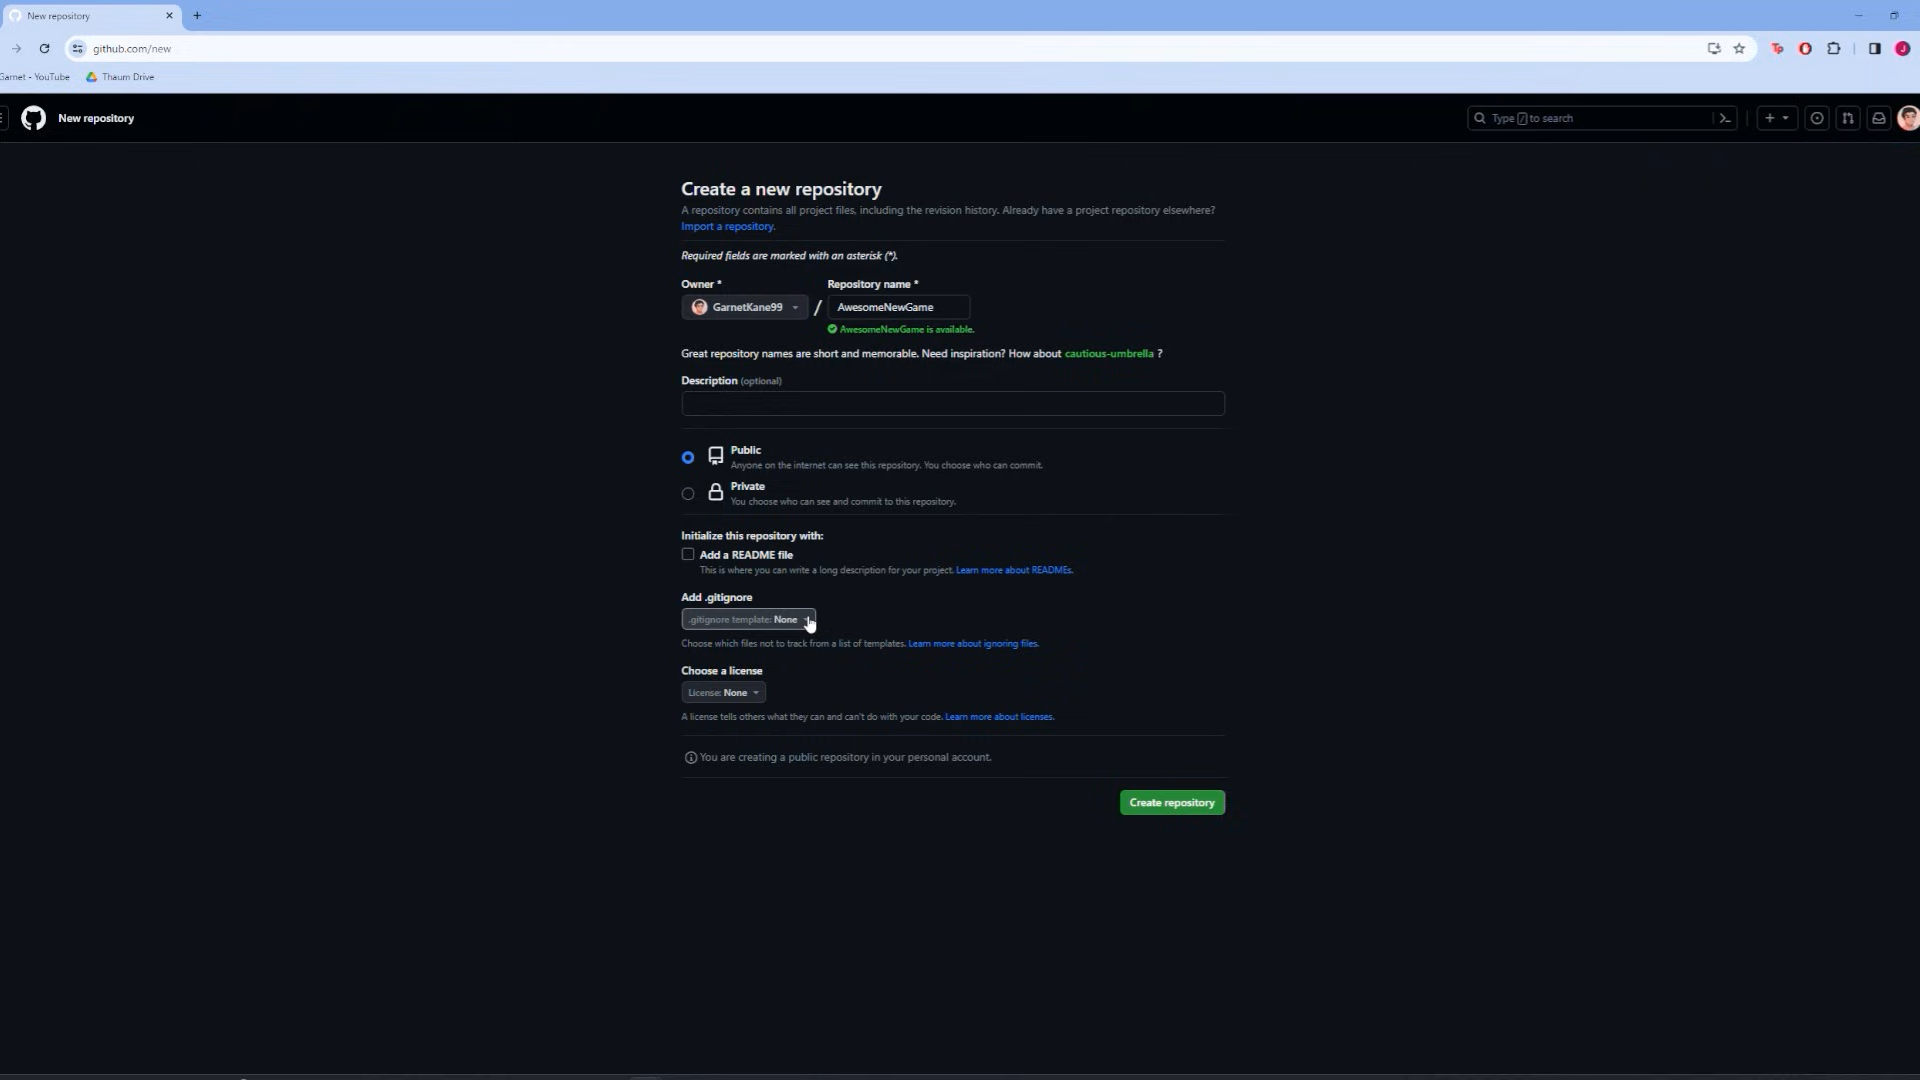 New repository
github.com/new
Garnet - YouTube
Thaum Drive
New repository
Type / to search
Create a new repository
A repository contains all project files, including the revision history. Already have a project repository elsewhere?
Import a repository.
Required fields are marked with an asterisk (*).
Owner * Repository name *
GarnetKane99 / AwesomeNewGame
AwesomeNewGame is available.
Great repository names are short and memorable. Need inspiration? How about cautious-umbrella ?
Description (optional)
Public
Anyone on the internet can see this repository. You choose who can commit.
Private
You choose who can see and commit to this repository.
Initialize this repository with:
Add a README file
This is where you can write a long description for your project. Learn more about READMEs.
Add .gitignore
.gitignore template: None
Choose which files not to track from a list of templates. Learn more about ignoring files.
Choose a license
License: None
A license tells others what they can and can't do with your code. Learn more about licenses.
You are creating a public repository in your personal account.
Create repository